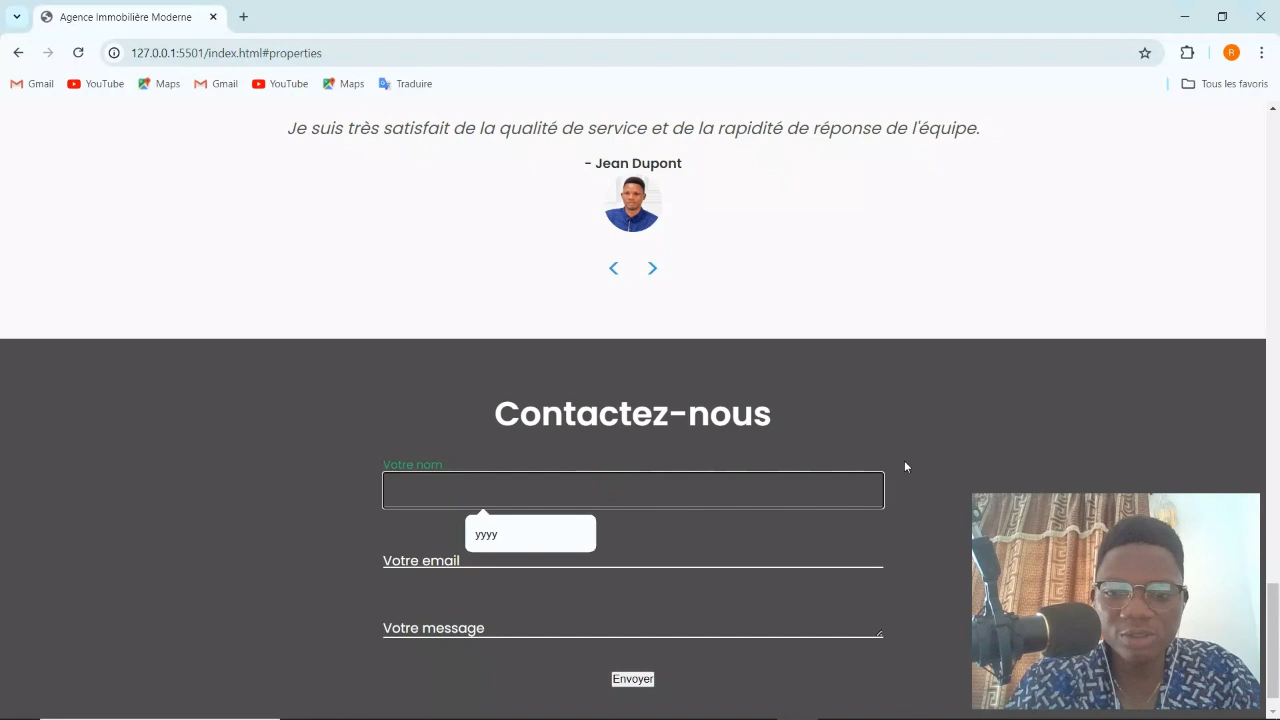 Agence Immobilière Moderne
127.0.0.1:5501/index.html#properties
R
Gmail YouTube Maps Gmail YouTube Maps Traduire Tous les favoris
Je suis très satisfait de la qualité de service et de la rapidité de réponse de l'équipe.
- Jean Dupont
Contactez-nous
Votre nom
yyyy
Votre email
Votre message
Envoyer